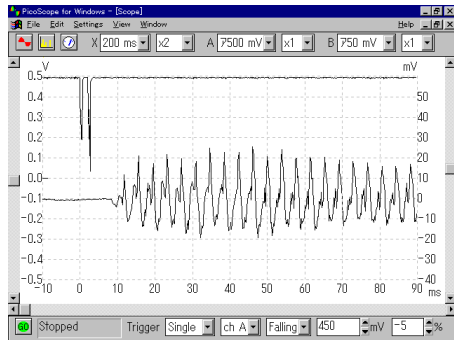 PicoScope for Windows - [Scope]
File Edit Settings View Window Help
X 200 ms x2 A 7500 mV x1 B 750 mV x1
V mV
0.5
0.4 50
0.3 40
0.2 30
0.1 20
0.0 10
-0.1 0
-0.2 -10
-0.3 -20
-0.4 -30
-0.5 -40
-10 0 10 20 30 40 50 60 70 80 90 ms
GO Stopped Trigger Single ch A Falling 450 mV -5 %